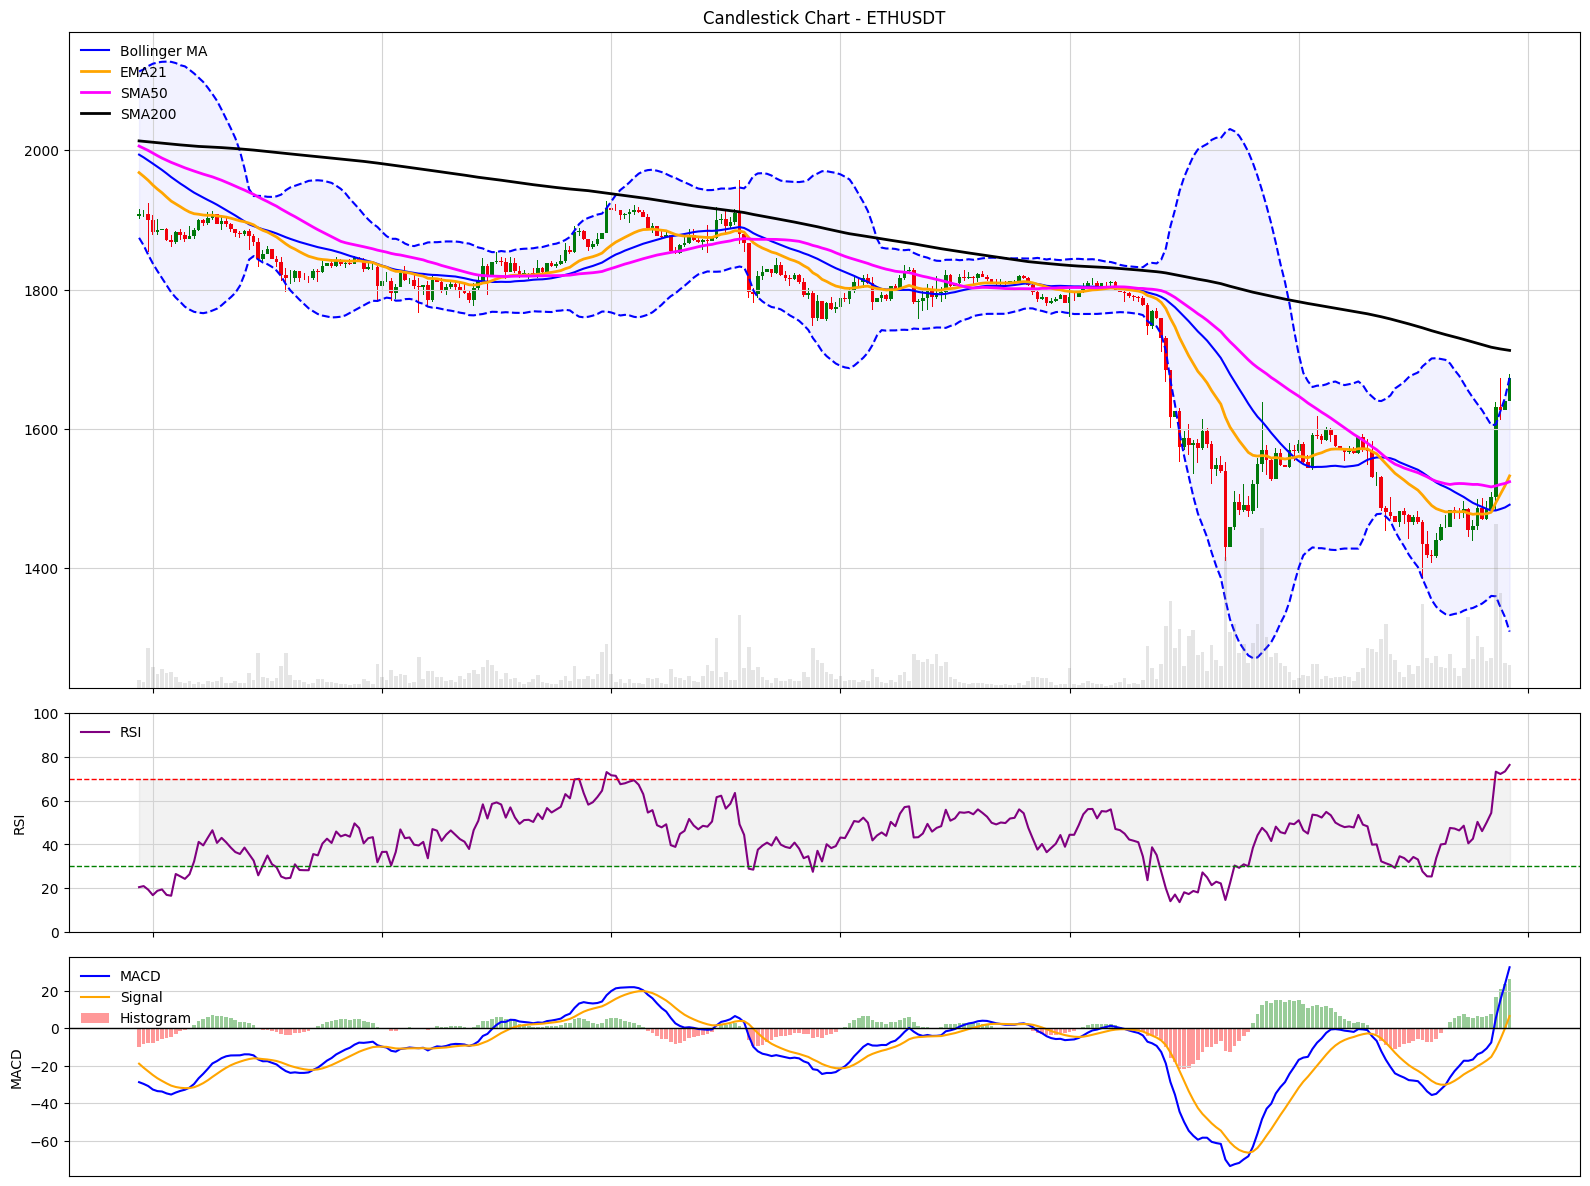 Candlestick Chart - ETHUSDT
Bollinger MA
EMA21
SMA50
SMA200
2000
1800
1600
1400
100
80
60
40
20
0
RSI
RSI
20
0
−20
−40
−60
MACD
MACD
Signal
Histogram